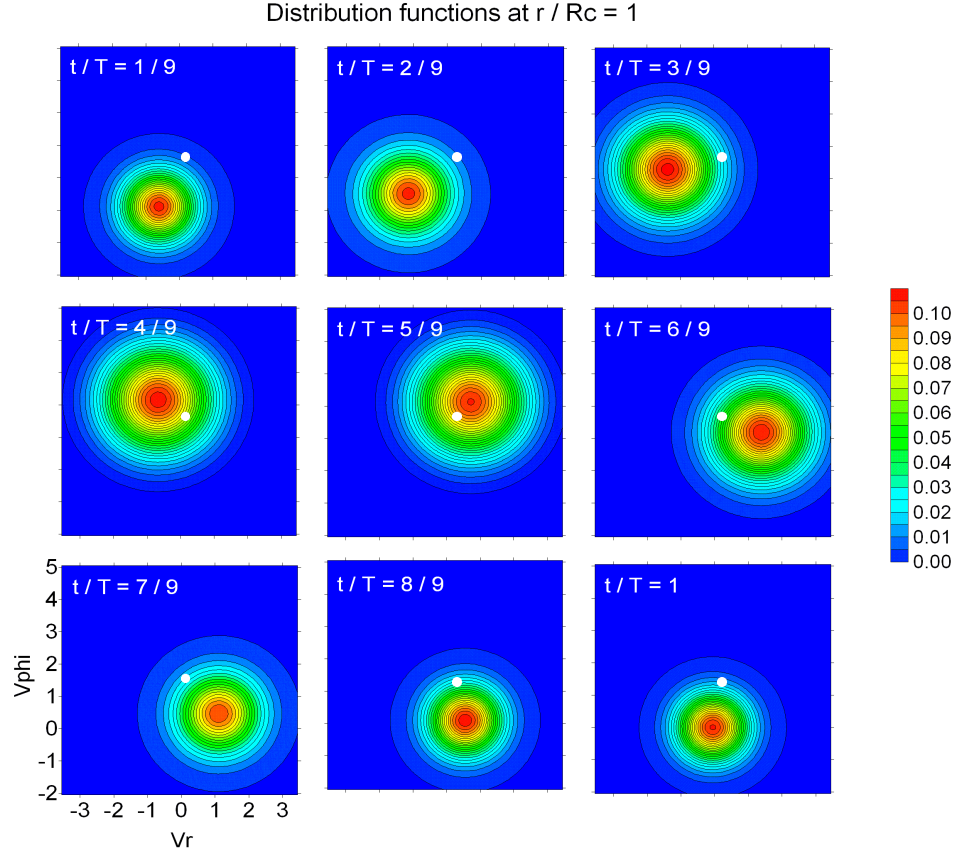 Distribution functions at r / Rc = 1
t / T = 1 / 9
t / T = 2 / 9
t / T = 3 / 9
t / T = 4 / 9
t / T = 5 / 9
t / T = 6 / 9
0.10
0.09
0.08
0.07
0.06
0.05
0.04
0.03
0.02
0.01
0.00
t / T = 7 / 9
t / T = 8 / 9
t / T = 1
Vphi
5
4
3
2
1
0
-1
-2
-3 -2 -1 0 1 2 3
Vr